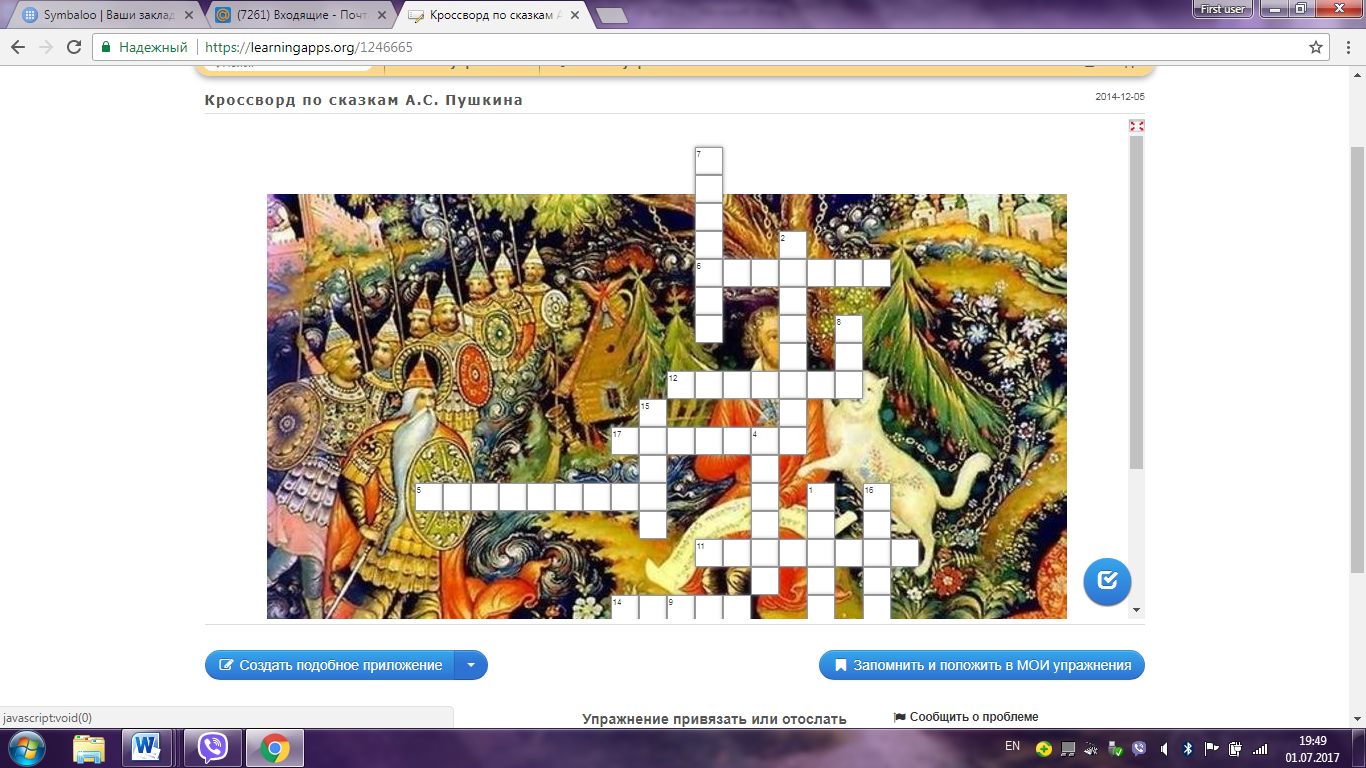 Symbaloo | Ваши заклад
(7261) Входящие - Почт
Кроссворд по сказкам А
First user
Надежный
https://learningapps.org/1246665
Кроссворд по сказкам А.С. Пушкина
2014-12-05
7
2
6
8
12
15
17
4
5
1
16
11
14
9
Создать подобное приложение
Запомнить и положить в МОИ упражнения
javascript:void(0)
Упражнение привязать или отослать
Сообщить о проблеме
EN
19:49
01.07.2017